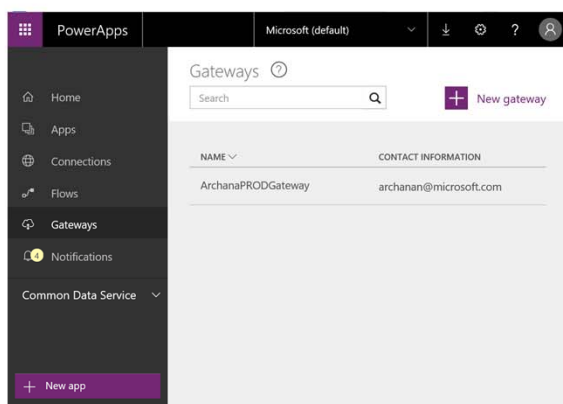 PowerApps
Microsoft (default)
?
Home
Apps
Connections
Flows
Gateways
4
Notifications
Common Data Service
New app
Gateways ?
Search
New gateway
NAME CONTACT INFORMATION
ArchanaPRODGateway archanan@microsoft.com